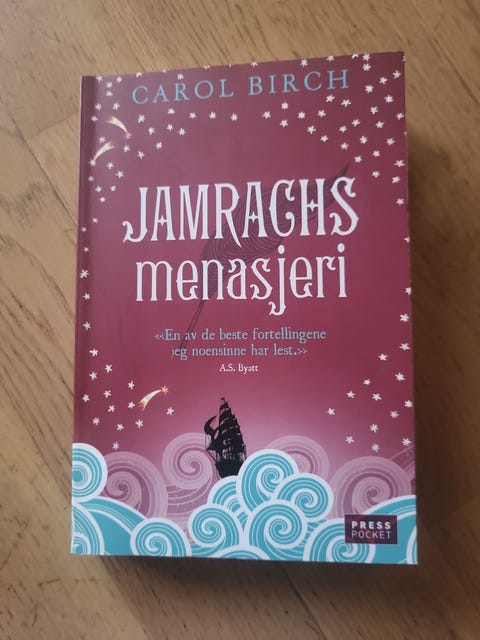 CAROL BIRCH
JAMRACHS
menasjeri
«En av de beste fortellingene
jeg noensinne har lest.»
A.S. Byatt
PRESS
POCKET